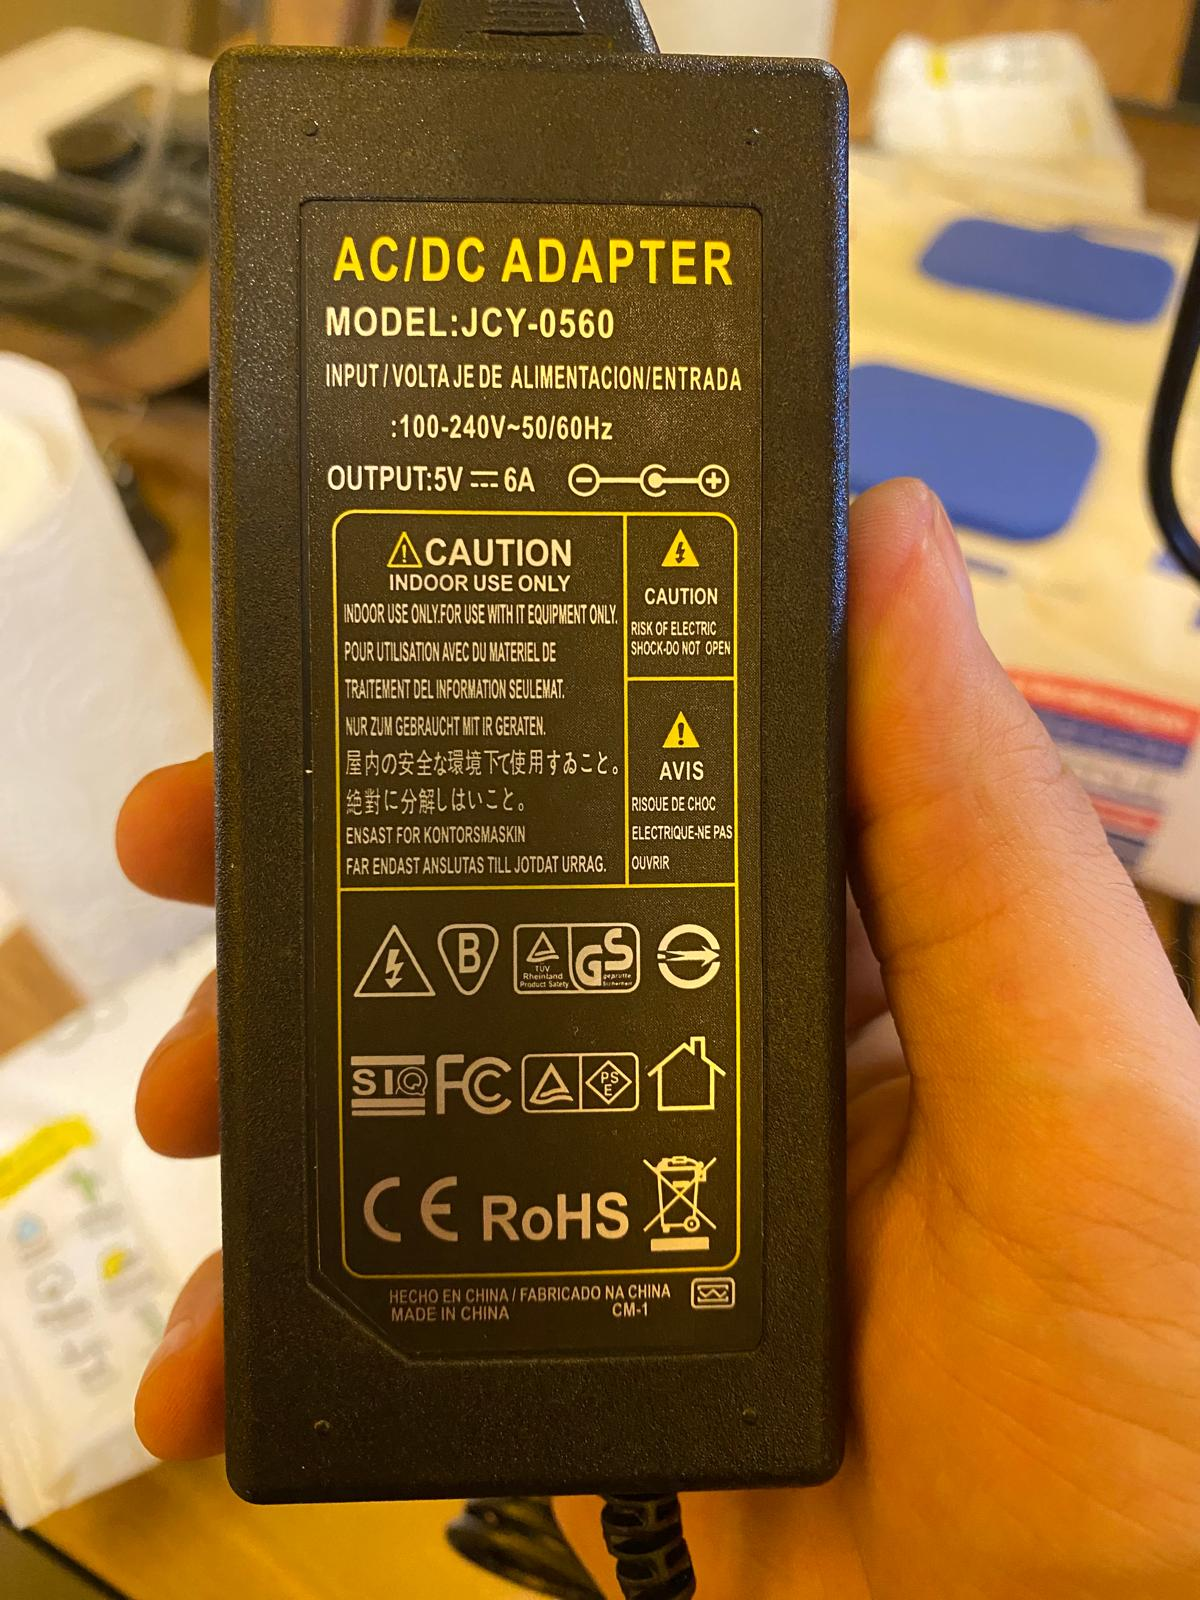 AC/DC ADAPTER
MODEL:JCY-0560
INPUT/VOLTAJE DE ALIMENTACION/ENTRADA
:100-240V~50/60Hz
OUTPUT:5V ⎓ 6A
CAUTION
INDOOR USE ONLY
INDOOR USE ONLY.FOR USE WITH IT EQUIPMENT ONLY.
POUR UTILISATION AVEC DU MATERIEL DE
TRAITEMENT DEL INFORMATION SEULEMAT.
NUR ZUM GEBRAUCHT MIT IR GERATEN.
屋内の安全な環境下て使用すゐこと。
絶對に分解しはいこと。
ENSAST FOR KONTORSMASKIN
FAR ENDAST ANSLUTAS TILL JOTDAT URRAG.
CAUTION
RISK OF ELECTRIC
SHOCK-DO NOT OPEN
AVIS
RISOUE DE CHOC
ELECTRIQUE-NE PAS
OUVRIR
B
TÜV
Rheinland
Product Safety
GS
geprüfte
Sicherheit
SIQ
FC
PS
E
CE
RoHS
HECHO EN CHINA / FABRICADO NA CHINA
MADE IN CHINA CM-1